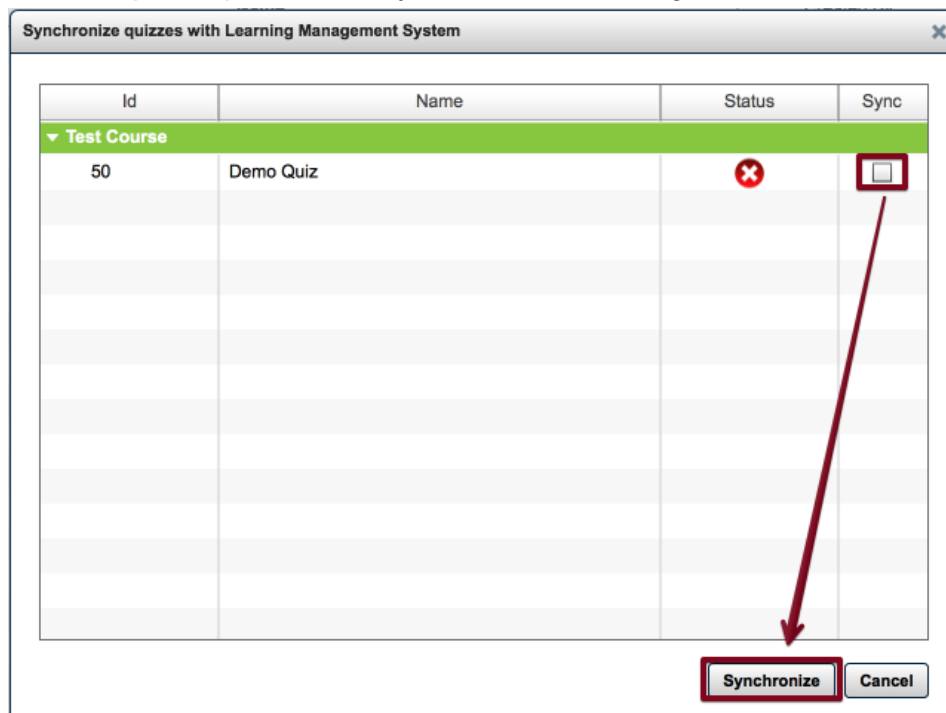 Synchronize quizzes with Learning Management System
Id Name Status Sync
Test Course
50 Demo Quiz
Synchronize Cancel